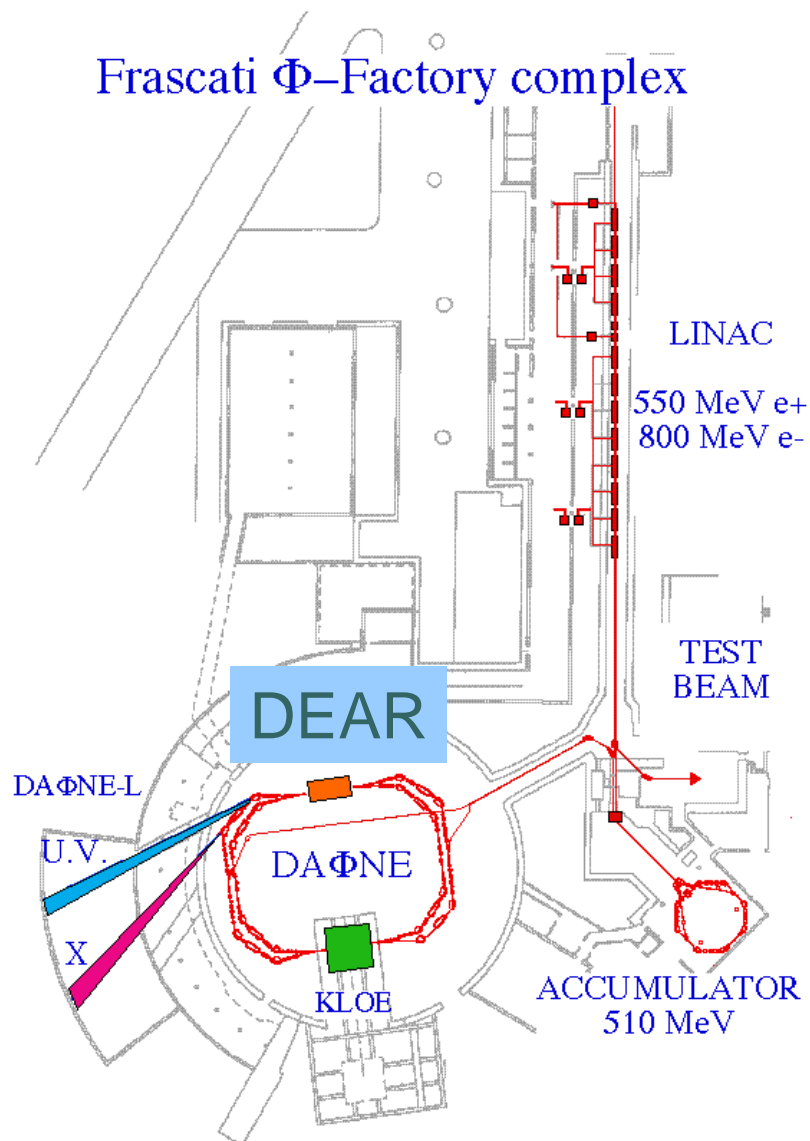 Frascati Φ–Factory complex
LINAC
550 MeV e+
800 MeV e-
TEST
BEAM
DEAR
DAΦNE-L
U.V.
DAΦNE
X
KLOE
ACCUMULATOR
510 MeV